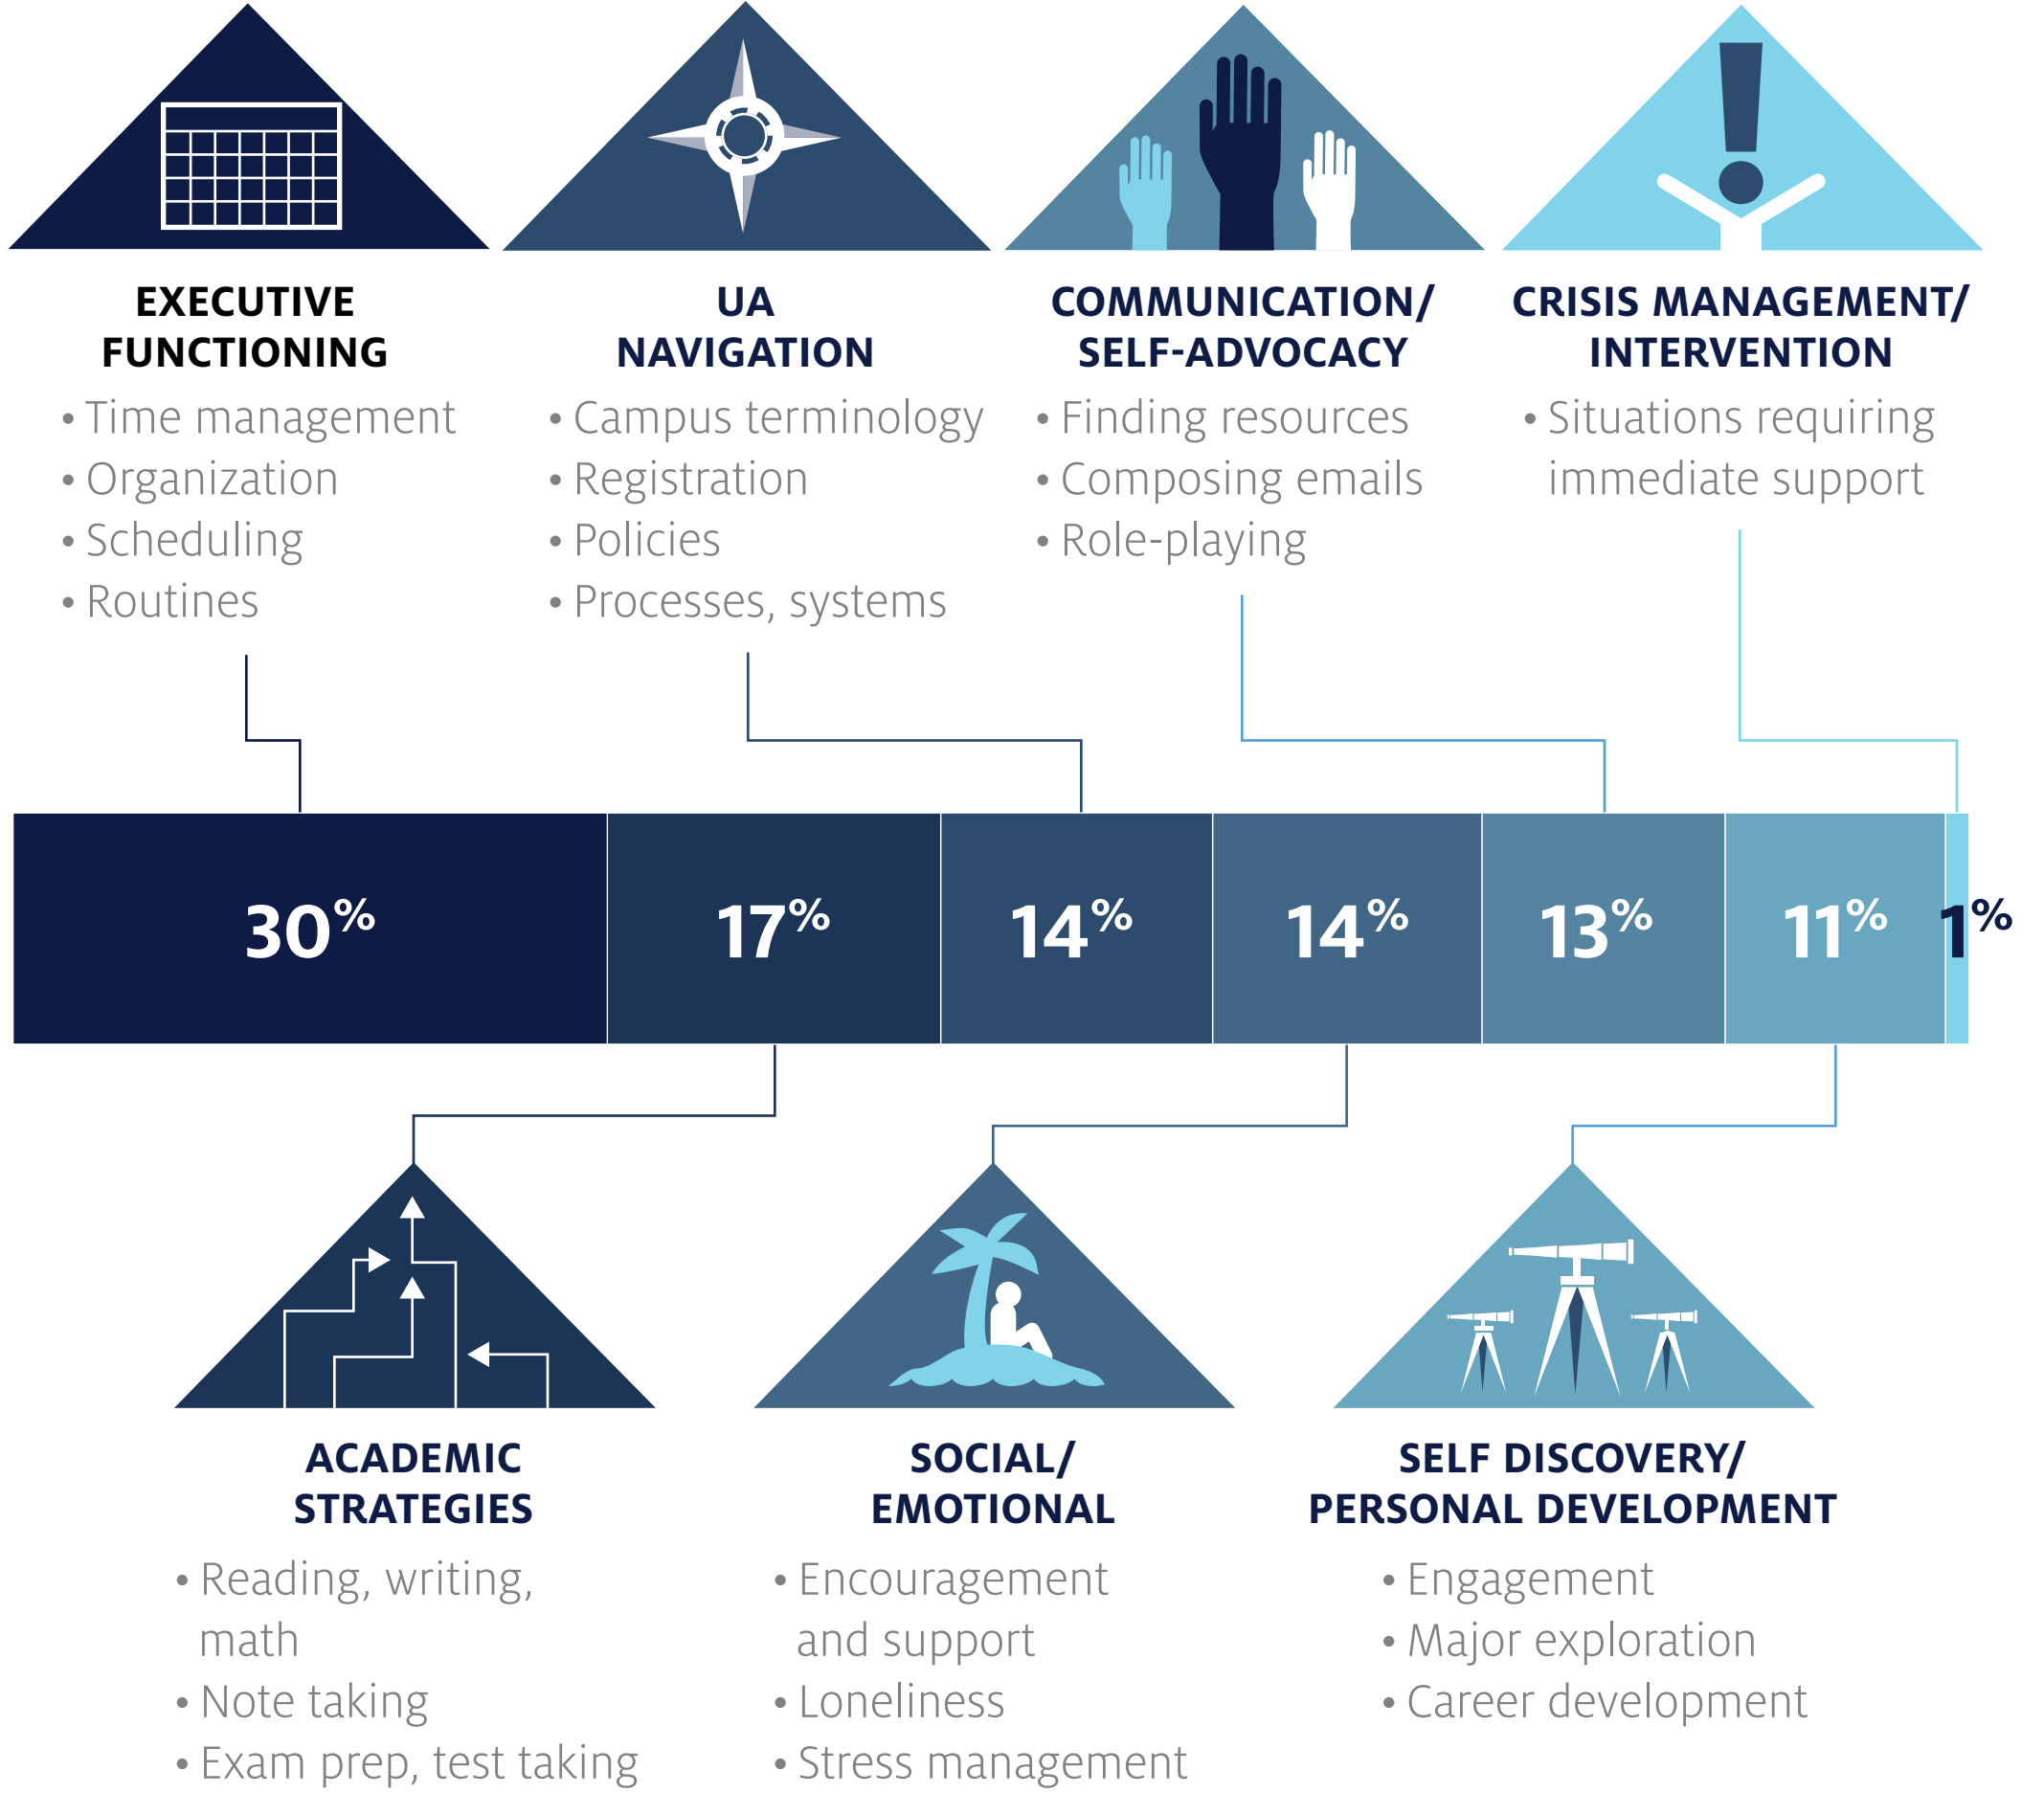 EXECUTIVE
FUNCTIONING
• Time management
• Organization
• Scheduling
• Routines
UA
NAVIGATION
• Campus terminology
• Registration
• Policies
• Processes, systems
COMMUNICATION/
SELF-ADVOCACY
• Finding resources
• Composing emails
• Role-playing
CRISIS MANAGEMENT/
INTERVENTION
• Situations requiring
immediate support
30%
17%
14%
14%
13%
11%
1%
ACADEMIC
STRATEGIES
• Reading, writing,
math
• Note taking
• Exam prep, test taking
SOCIAL/
EMOTIONAL
• Encouragement
and support
• Loneliness
• Stress management
SELF DISCOVERY/
PERSONAL DEVELOPMENT
• Engagement
• Major exploration
• Career development